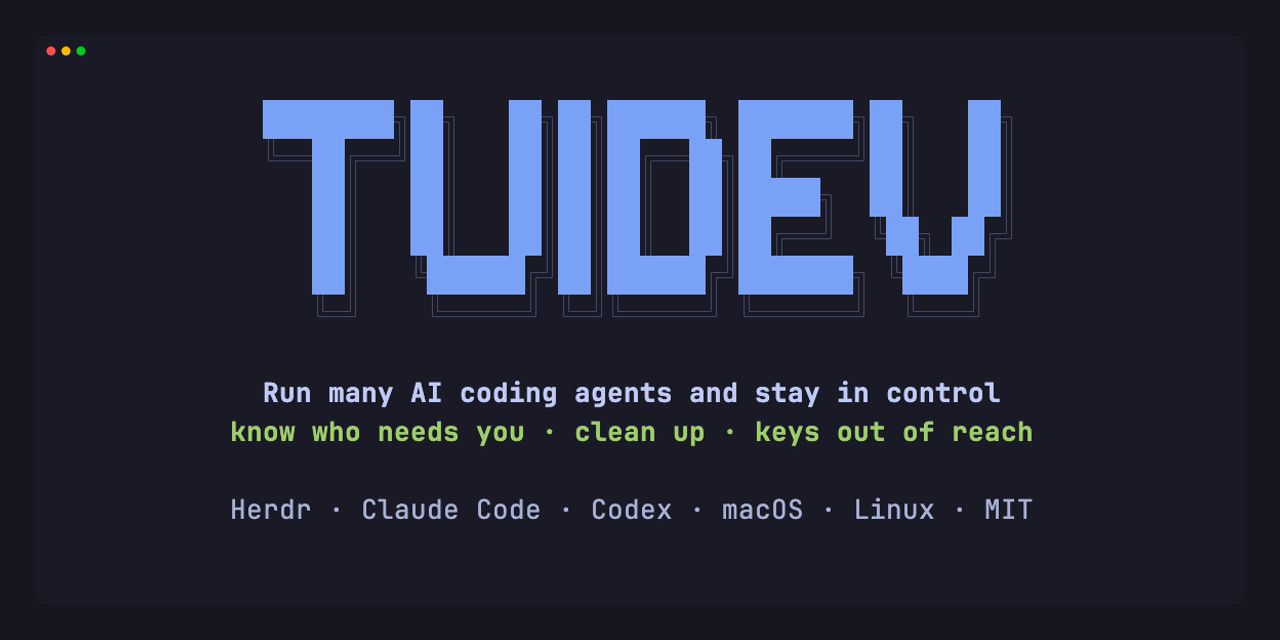 TUIDEV
Run many AI coding agents and stay in control
know who needs you · clean up · keys out of reach
Herdr · Claude Code · Codex · macOS · Linux · MIT